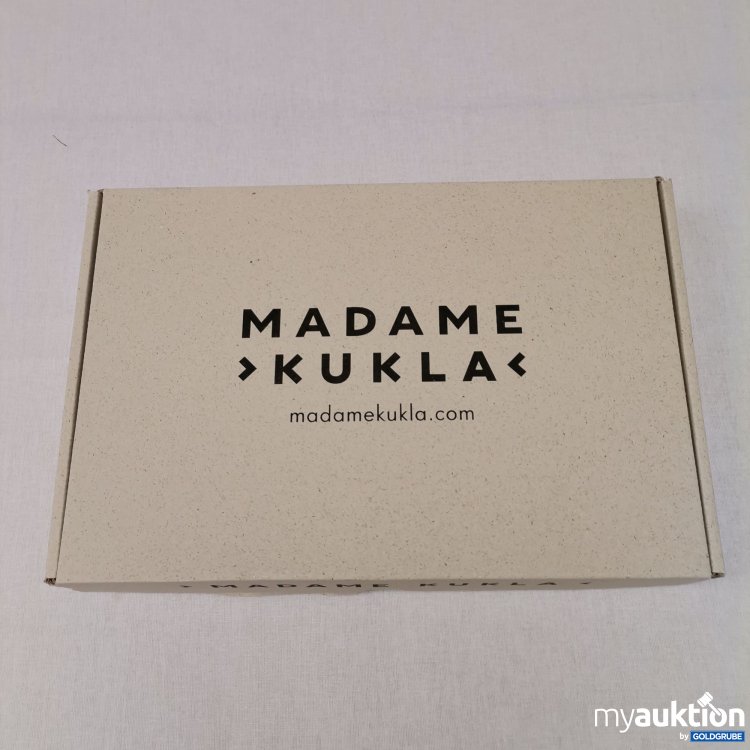 MADAME
>KUKLA<
madamekukla.com
> MADAME KUKLA <
myauktion
by GOLDGRUBE